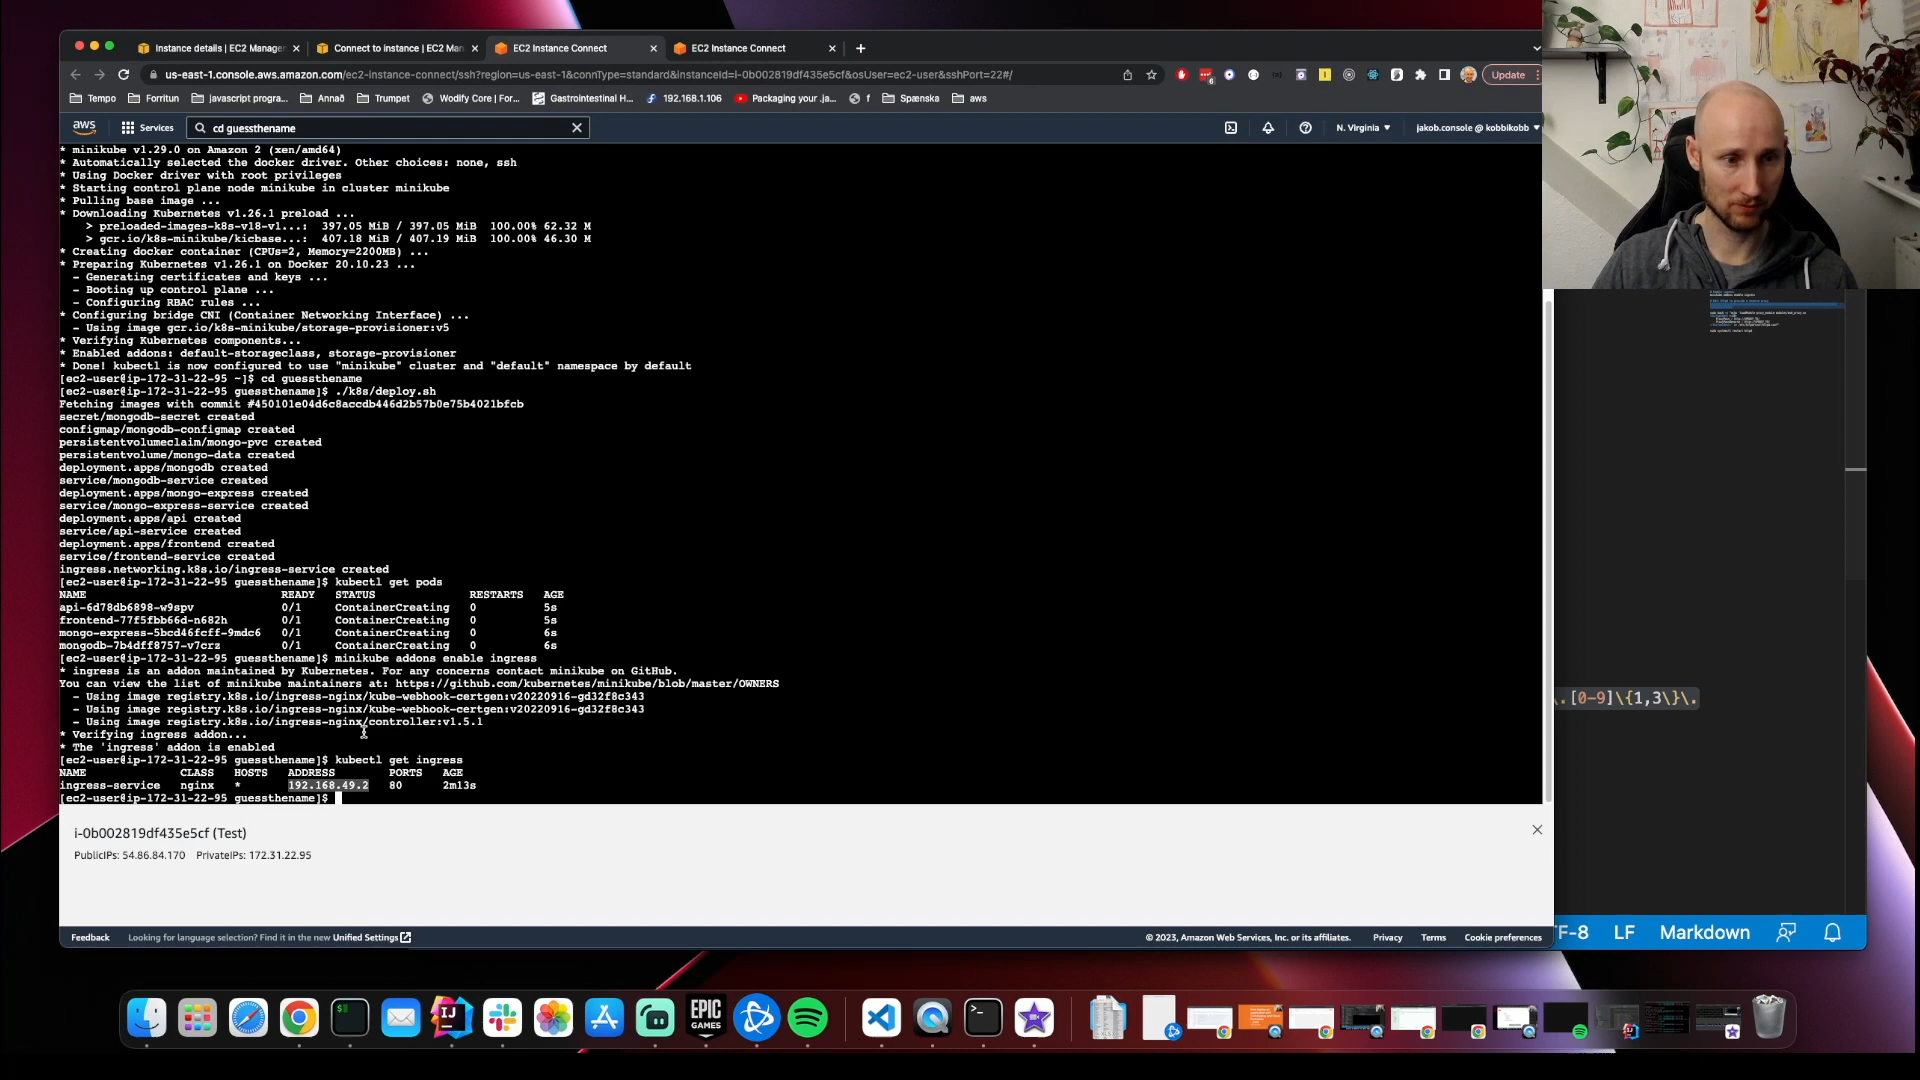 Instance details | EC2 Manage
Connect to instance | EC2 Man
EC2 Instance Connect
EC2 Instance Connect
us-east-1.console.aws.amazon.com/ec2-instance-connect/ssh?region=us-east-1&connType=standard&instanceId=i-0b002819df435e5cf&osUser=ec2-user&sshPort=22#/
Update
Tempo
Forritun
javascript progra...
Annað
Trumpet
Wodify Core | For...
Gastrointestinal H...
192.168.1.106
Packaging your .ja...
f
Spænska
aws
aws
Services
cd guessthename
N. Virginia
jakob.console @ kobbikobb
* minikube v1.29.0 on Amazon 2 (xen/amd64)
* Automatically selected the docker driver. Other choices: none, ssh
* Using Docker driver with root privileges
* Starting control plane node minikube in cluster minikube
* Pulling base image ...
* Downloading Kubernetes v1.26.1 preload ...
> preloaded-images-k8s-v18-v1...: 397.05 MiB / 397.05 MiB 100.00% 62.32 M
> gcr.io/k8s-minikube/kicbase...: 407.18 MiB / 407.19 MiB 100.00% 46.30 M
* Creating docker container (CPUs=2, Memory=2200MB) ...
* Preparing Kubernetes v1.26.1 on Docker 20.10.23 ...
- Generating certificates and keys ...
- Booting up control plane ...
- Configuring RBAC rules ...
* Configuring bridge CNI (Container Networking Interface) ...
- Using image gcr.io/k8s-minikube/storage-provisioner:v5
* Verifying Kubernetes components...
* Enabled addons: default-storageclass, storage-provisioner
* Done! kubectl is now configured to use "minikube" cluster and "default" namespace by default
[ec2-user@ip-172-31-22-95 ~]$ cd guessthename
[ec2-user@ip-172-31-22-95 guessthename]$ ./k8s/deploy.sh
Fetching images with commit #450101e04d6c8accdb446d2b57b0e75b4021bfcb
secret/mongodb-secret created
configmap/mongodb-configmap created
persistentvolumeclaim/mongo-pvc created
persistentvolume/mongo-data created
deployment.apps/mongodb created
service/mongodb-service created
deployment.apps/mongo-express created
service/mongo-express-service created
deployment.apps/api created
service/api-service created
deployment.apps/frontend created
service/frontend-service created
ingress.networking.k8s.io/ingress-service created
[ec2-user@ip-172-31-22-95 guessthename]$ kubectl get pods
NAME READY STATUS RESTARTS AGE
api-6d78db6898-w9spv 0/1 ContainerCreating 0 5s
frontend-77f5fbb66d-n682h 0/1 ContainerCreating 0 5s
mongo-express-5bcd46fcff-9mdc6 0/1 ContainerCreating 0 6s
mongodb-7b4dff8757-v7crz 0/1 ContainerCreating 0 6s
[ec2-user@ip-172-31-22-95 guessthename]$ minikube addons enable ingress
* ingress is an addon maintained by Kubernetes. For any concerns contact minikube on GitHub.
You can view the list of minikube maintainers at: https://github.com/kubernetes/minikube/blob/master/OWNERS
- Using image registry.k8s.io/ingress-nginx/kube-webhook-certgen:v20220916-gd32f8c343
- Using image registry.k8s.io/ingress-nginx/kube-webhook-certgen:v20220916-gd32f8c343
- Using image registry.k8s.io/ingress-nginx/controller:v1.5.1
* Verifying ingress addon...
* The 'ingress' addon is enabled
[ec2-user@ip-172-31-22-95 guessthename]$ kubectl get ingress
NAME CLASS HOSTS ADDRESS PORTS AGE
ingress-service nginx * 192.168.49.2 80 2m13s
[ec2-user@ip-172-31-22-95 guessthename]$
\.[0-9]\{1,3\}\.
i-0b002819df435e5cf (Test)
PublicIPs: 54.86.84.170 PrivateIPs: 172.31.22.95
Feedback
Looking for language selection? Find it in the new Unified Settings
© 2023, Amazon Web Services, Inc. or its affiliates.
Privacy
Terms
Cookie preferences
TF-8
LF
Markdown
EPIC
GAMES